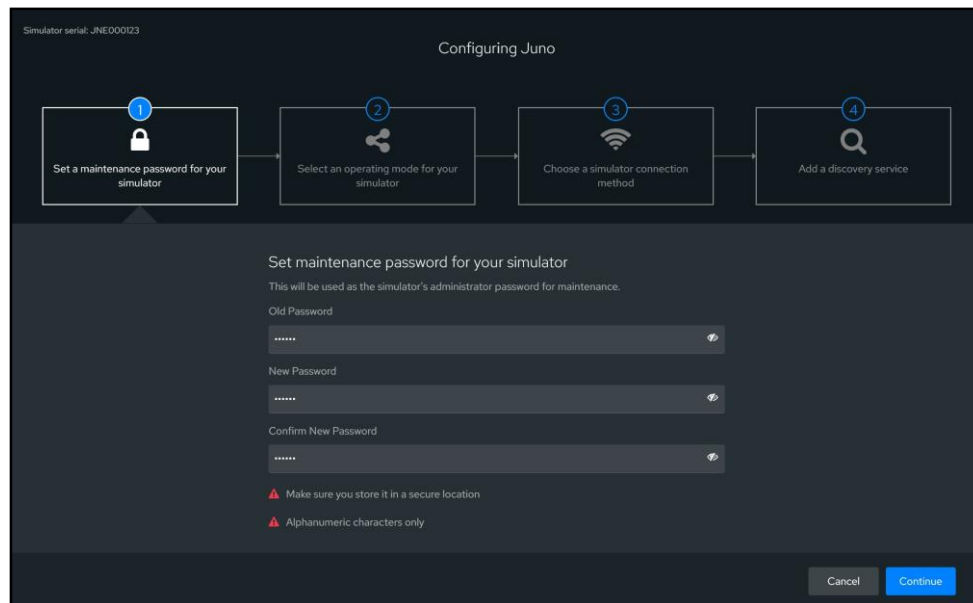 Simulator serial: JNE000123
Configuring Juno
1
Set a maintenance password for your
simulator
2
Select an operating mode for your
simulator
3
Choose a simulator connection
method
4
Add a discovery service
Set maintenance password for your simulator
This will be used as the simulator's administrator password for maintenance.
Old Password
••••••
New Password
••••••
Confirm New Password
••••••
Make sure you store it in a secure location
Alphanumeric characters only
Cancel
Continue